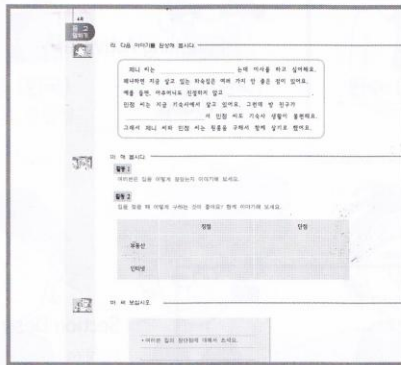 48
듣고
말하기
다음 이야기를 완성해 봅시다
제니 씨는 는데 이사를 하고 싶어해요.
왜냐하면 지금 살고 있는 하숙집은 여러 가지 안 좋은 점이 있어요.
예를 들면, 아주머니도 친절하지 않고
민정 씨는 지금 기숙사에서 살고 있어요. 그런데 방 친구가
서 민정 씨도 기숙사 생활이 불편해요.
그래서 제니 씨와 민정 씨는 원룸을 구해서 함께 살기로 했어요.
해 봅시다
활동 1
여러분은 집을 어떻게 정했는지 이야기해 보세요.
활동 2
집을 찾을 때 어떻게 구하는 것이 좋아요? 함께 이야기해 보세요.
장점 단점
부동산
인터넷
써 보십시오
• 여러분 집의 장단점에 대해서 쓰세요.